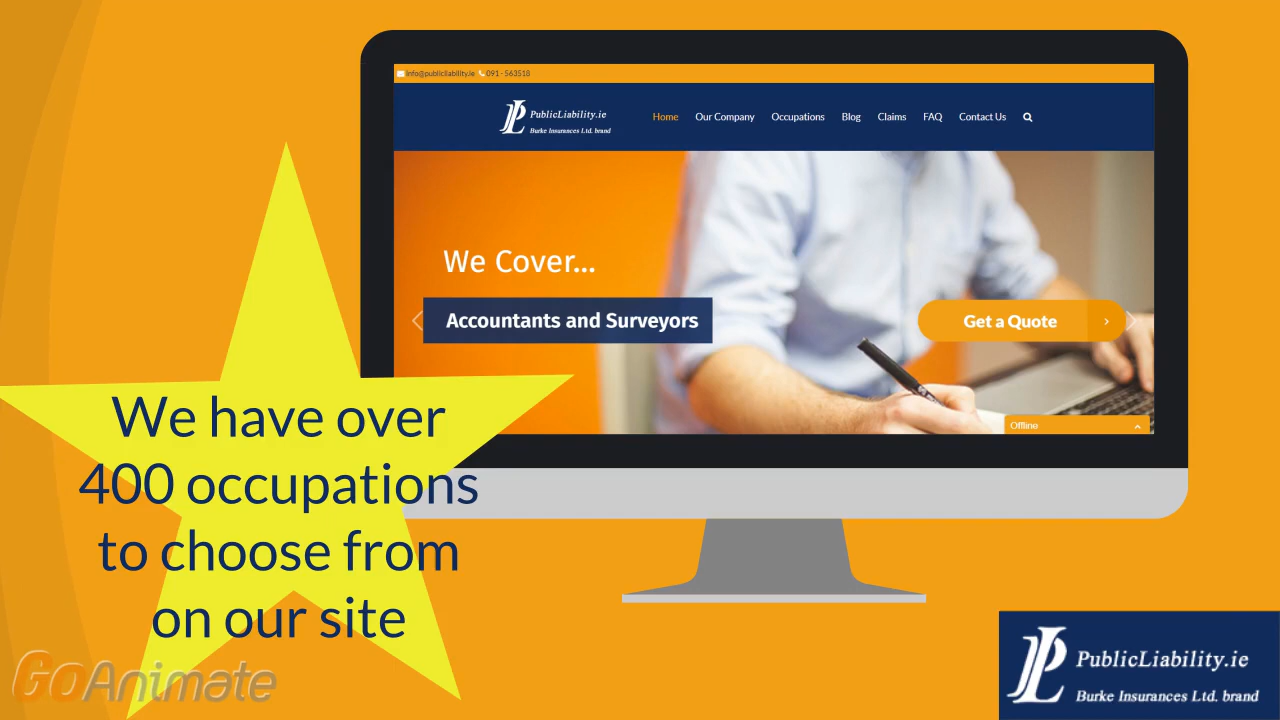 info@publicliability.ie 091 - 563518
PublicLiability.ie
Burke Insurances Ltd. brand
Home Our Company Occupations Blog Claims FAQ Contact Us
We Cover...
Accountants and Surveyors
Get a Quote
Offline
We have over
400 occupations
to choose from
on our site
GoAnimate
PublicLiability.ie
Burke Insurances Ltd. brand